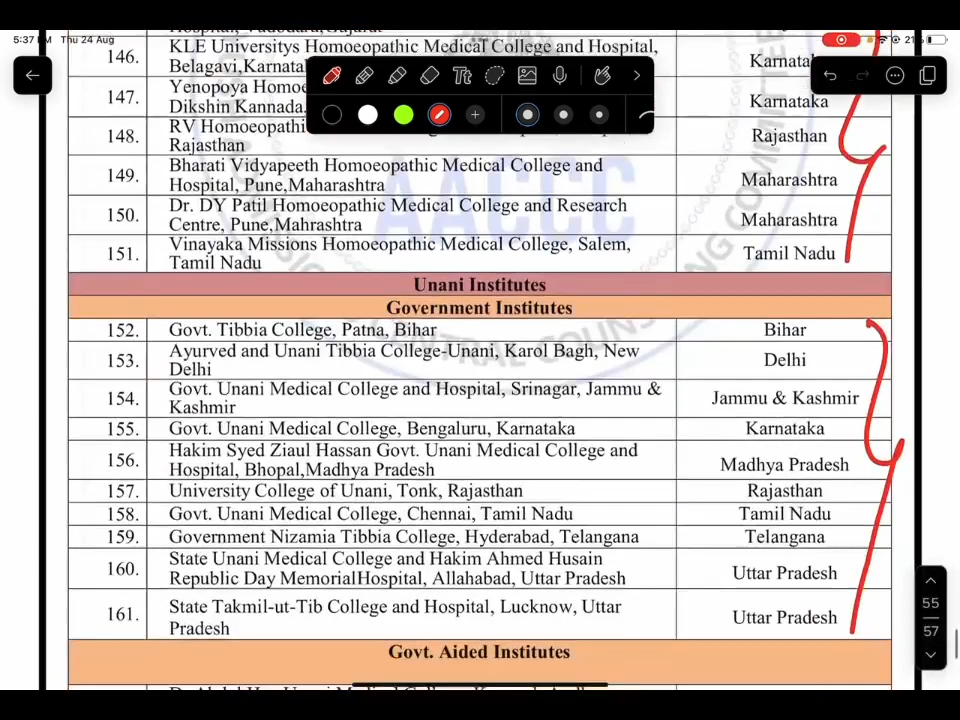 5:37 PM Thu 24 Aug
21%
146. KLE Universitys Homoeopathic Medical College and Hospital,
Belagavi,Karnata
Karnata
147. Yenopoya Homoe
Dikshin Kannada,
Karnataka
148. RV Homoeopathi
Rajasthan
Rajasthan
149. Bharati Vidyapeeth Homoeopathic Medical College and
Hospital, Pune,Maharashtra
Maharashtra
150. Dr. DY Patil Homoeopathic Medical College and Research
Centre, Pune,Mahrashtra
Maharashtra
151. Vinayaka Missions Homoeopathic Medical College, Salem,
Tamil Nadu
Tamil Nadu
Unani Institutes
Government Institutes
152. Govt. Tibbia College, Patna, Bihar Bihar
153. Ayurved and Unani Tibbia College-Unani, Karol Bagh, New
Delhi
Delhi
154. Govt. Unani Medical College and Hospital, Srinagar, Jammu &
Kashmir
Jammu & Kashmir
155. Govt. Unani Medical College, Bengaluru, Karnataka Karnataka
156. Hakim Syed Ziaul Hassan Govt. Unani Medical College and
Hospital, Bhopal,Madhya Pradesh
Madhya Pradesh
157. University College of Unani, Tonk, Rajasthan Rajasthan
158. Govt. Unani Medical College, Chennai, Tamil Nadu Tamil Nadu
159. Government Nizamia Tibbia College, Hyderabad, Telangana Telangana
160. State Unani Medical College and Hakim Ahmed Husain
Republic Day MemorialHospital, Allahabad, Uttar Pradesh
Uttar Pradesh
161. State Takmil-ut-Tib College and Hospital, Lucknow, Uttar
Pradesh
Uttar Pradesh
Govt. Aided Institutes
AACCC
Tt
55
57